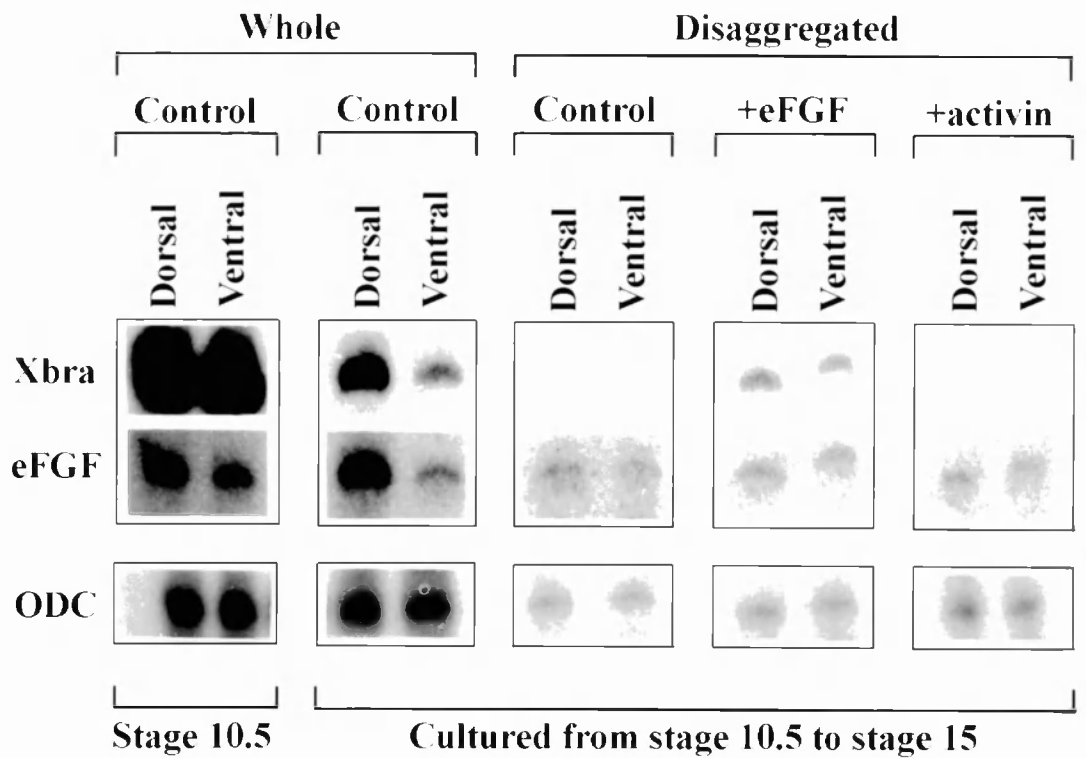 Whole Disaggregated
Control Control Control +eFGF +activin
Dorsal Ventral Dorsal Ventral Dorsal Ventral Dorsal Ventral Dorsal Ventral
Xbra
eFGF
ODC
Stage 10.5 Cultured from stage 10.5 to stage 15